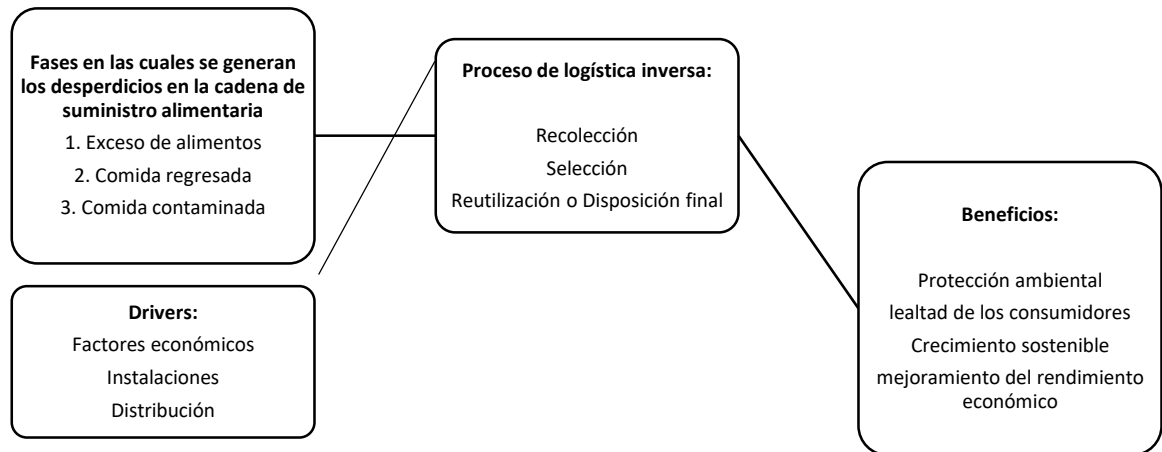 Fases en las cuales se generan
los desperdicios en la cadena de
suministro alimentaria
1. Exceso de alimentos
2. Comida regresada
3. Comida contaminada
Drivers:
Factores económicos
Instalaciones
Distribución
Proceso de logística inversa:
Recolección
Selección
Reutilización o Disposición final
Beneficios:
Protección ambiental
lealtad de los consumidores
Crecimiento sostenible
mejoramiento del rendimiento
económico